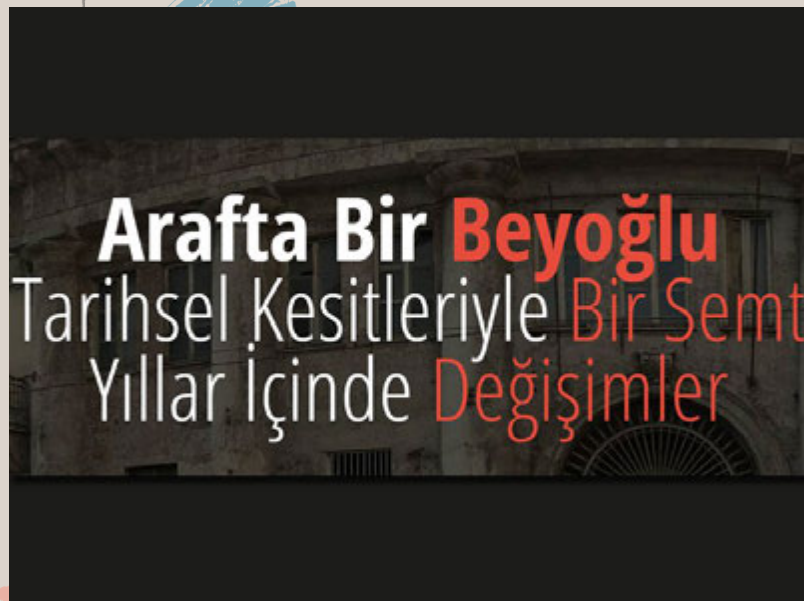 Arafta Bir Beyoğlu
Tarihsel Kesitleriyle Bir Semt
Yıllar İçinde Değişimler